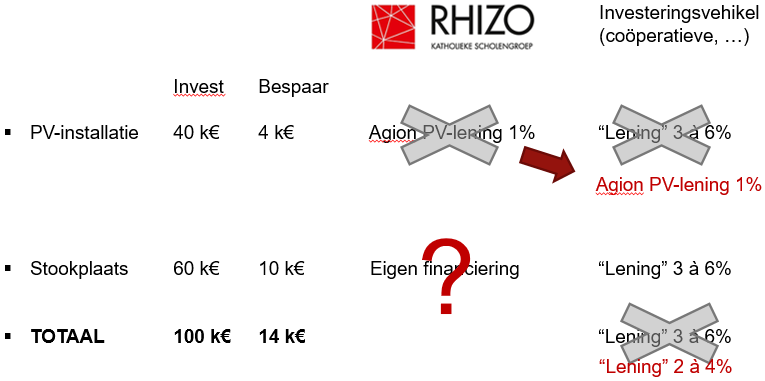 RHIZO
KATHOLIEKE SCHOLENGROEP
Investeringsvehikel
(coöperatieve, …)
Invest Bespaar
▪ PV-installatie 40 k€ 4 k€ Agion PV-lening 1% “Lening” 3 à 6%
Agion PV-lening 1%
▪ Stookplaats 60 k€ 10 k€ Eigen financiering “Lening” 3 à 6%
?
▪ TOTAAL 100 k€ 14 k€ “Lening” 3 à 6%
“Lening” 2 à 4%